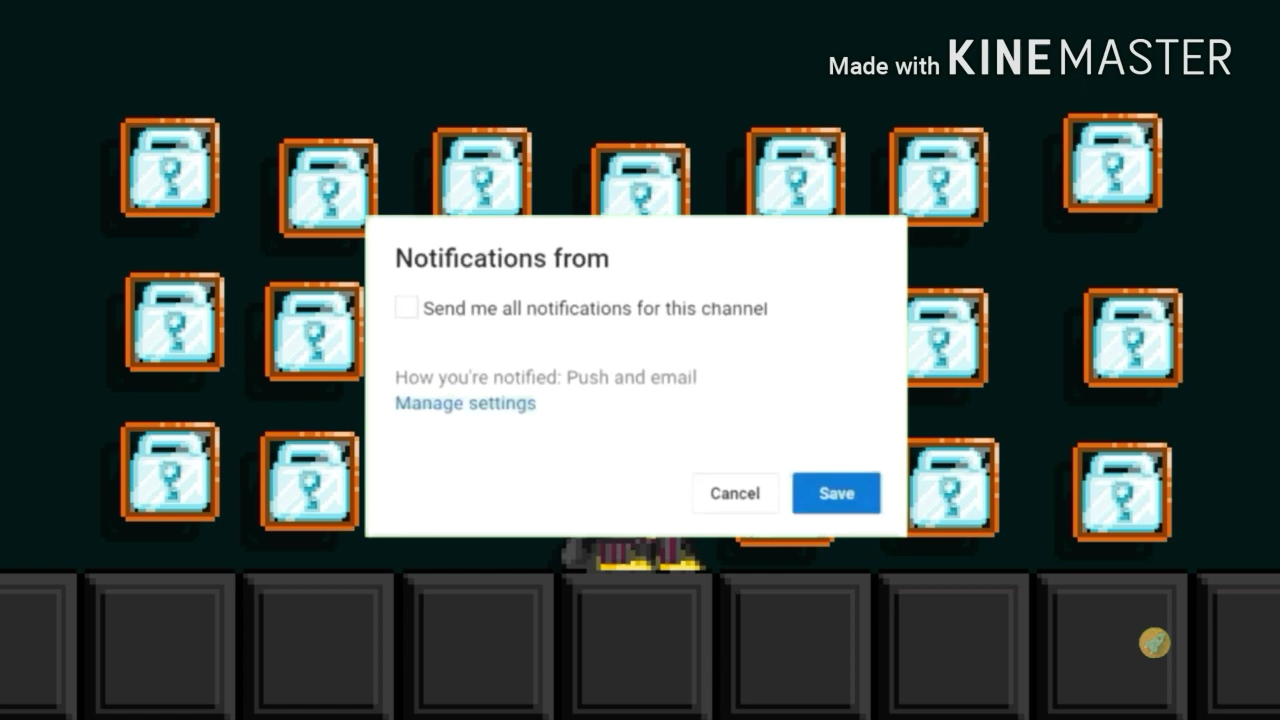 Made with KINEMASTER
Notifications from
Send me all notifications for this channel
How you're notified: Push and email
Manage settings
Cancel Save